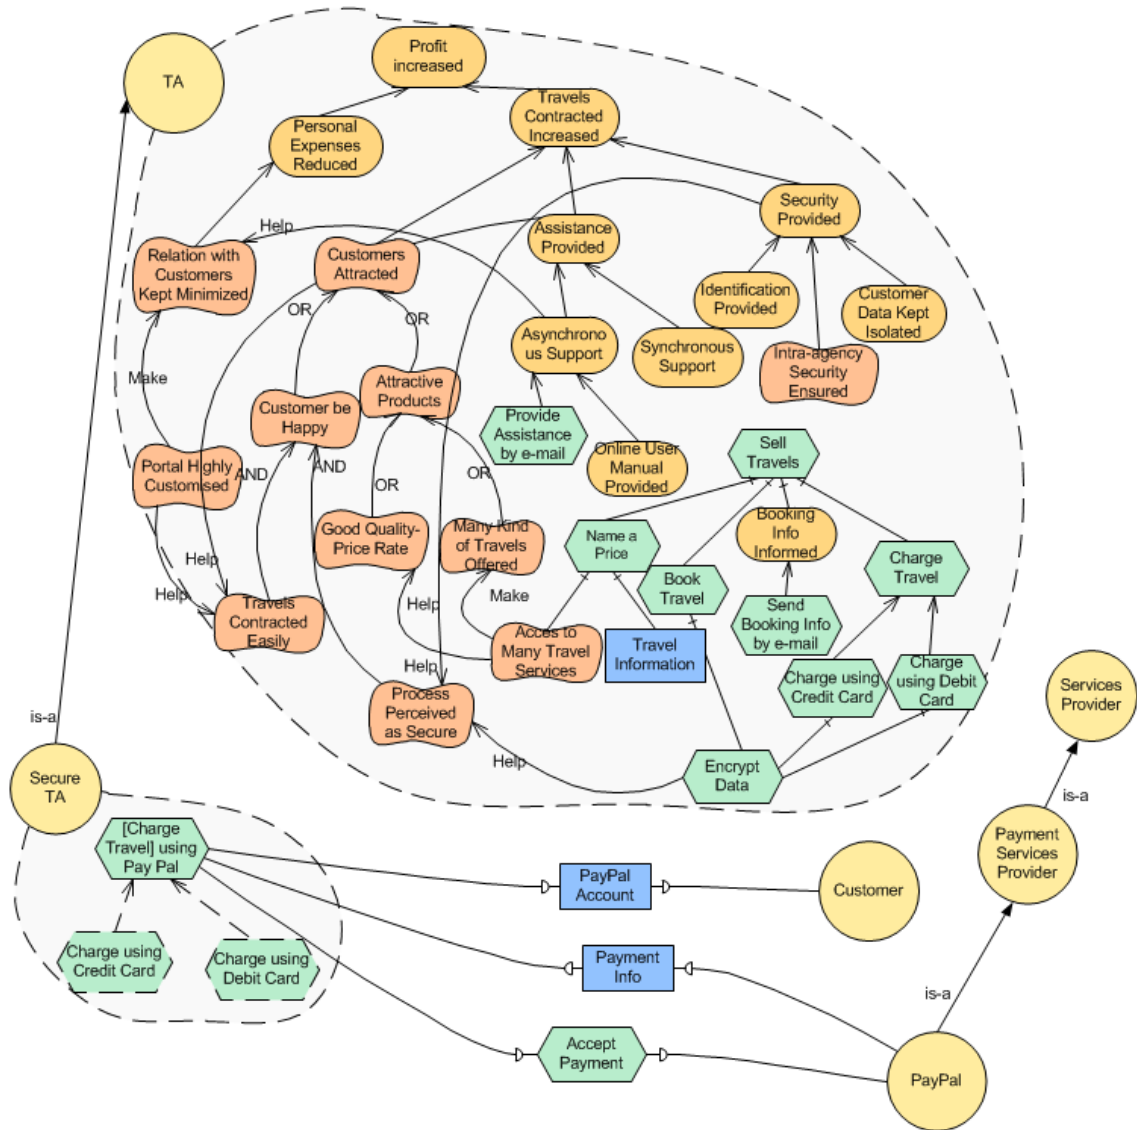 TA
Profit
increased
Travels
Contracted
Increased
Personal
Expenses
Reduced
Security
Provided
Help
Assistance
Provided
Relation with
Customers
Kept Minimized
Customers
Attracted
Identification
Provided
Customer
Data Kept
Isolated
OR
OR
Asynchrono
us Support
Synchronous
Support
Intra-agency
Security
Ensured
Make
Attractive
Products
Customer be
Happy
Provide
Assistance
by e-mail
Sell
Travels
Portal Highly
Customised
AND
AND
OR
OR
Online User
Manual
Provided
Good Quality-
Price Rate
Many Kind
of Travels
Offered
Name a
Price
Booking
Info
Informed
Charge
Travel
Help
Help
Travels
Contracted
Easily
Help
Make
Book
Travel
Send
Booking Info
by e-mail
Acces to
Many Travel
Services
Travel
Information
Help
Process
Perceived
as Secure
Charge using
Credit Card
Charge
using Debit
Card
Services
Provider
is-a
Help
Encrypt
Data
Secure
TA
is-a
[Charge
Travel] using
Pay Pal
Payment
Services
Provider
PayPal
Account
Customer
Charge using
Credit Card
Charge using
Debit Card
Payment
Info
is-a
Accept
Payment
PayPal